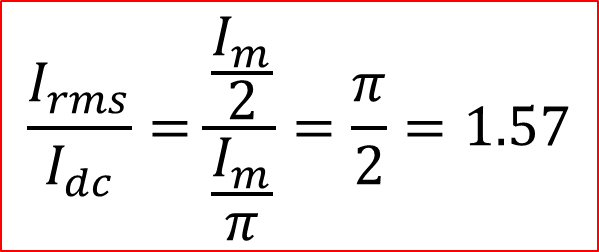 I_rms / I_dc = (I_m / 2) / (I_m / π) = π / 2 = 1.57